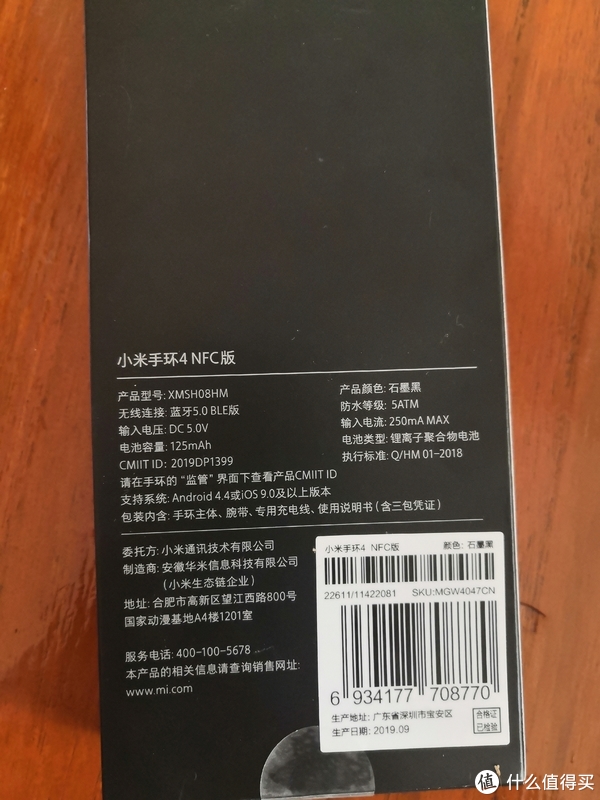 小米手环4 NFC版
产品型号: XMSH08HM
产品颜色: 石墨黑
无线连接: 蓝牙5.0 BLE版
防水等级: 5ATM
输入电压: DC 5.0V
输入电流: 250mA MAX
电池容量: 125mAh
电池类型: 锂离子聚合物电池
CMIIT ID: 2019DP1399
执行标准: Q/HM 01-2018
请在手环的“监管”界面下查看产品CMIIT ID
支持系统: Android 4.4或iOS 9.0及以上版本
包装内含: 手环主体、腕带、专用充电线、使用说明书(含三包凭证)
委托方: 小米通讯技术有限公司
制造商: 安徽华米信息科技有限公司
(小米生态链企业)
地址: 合肥市高新区望江西路800号
国家动漫基地A4楼1201室
服务电话: 400-100-5678
本产品的相关信息请查询销售网址:
www.mi.com
小米手环4 NFC版 颜色: 石墨黑
22611/11422081 SKU:MGW4047CN
6 934177 708770
生产地址: 广东省深圳市宝安区
生产日期: 2019.09
合格证
已检验
值 什么值得买